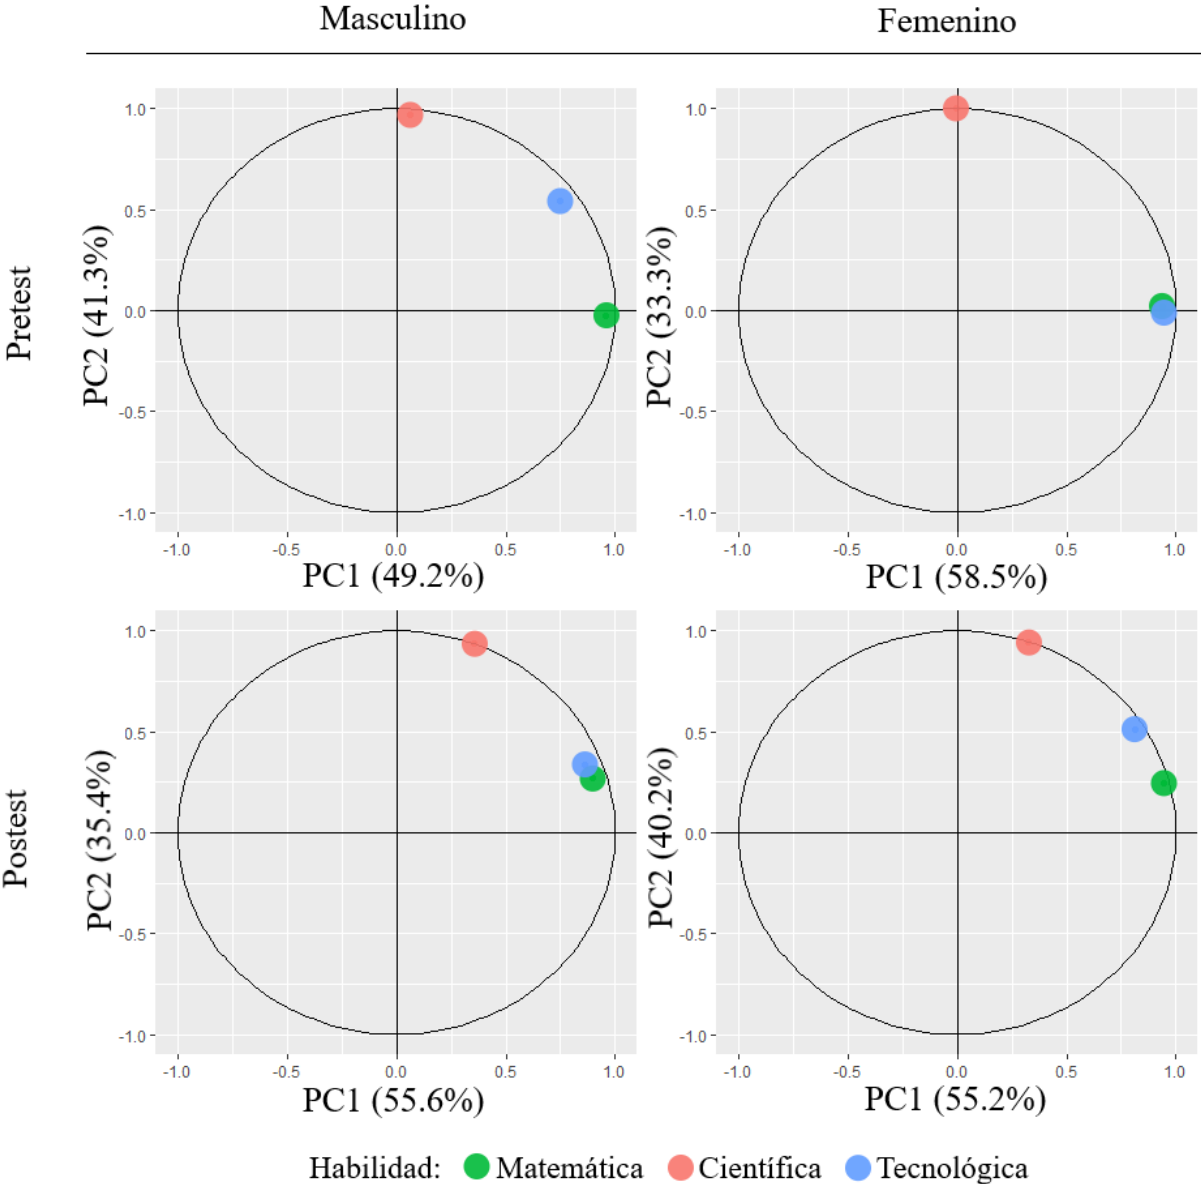 Masculino
Femenino
Pretest
PC2 (41.3%)
1.0
0.5
0.0
-0.5
-1.0
-1.0 -0.5 0.0 0.5 1.0
PC1 (49.2%)
PC2 (33.3%)
1.0
0.5
0.0
-0.5
-1.0
-1.0 -0.5 0.0 0.5 1.0
PC1 (58.5%)
Postest
PC2 (35.4%)
1.0
0.5
0.0
-0.5
-1.0
-1.0 -0.5 0.0 0.5 1.0
PC1 (55.6%)
PC2 (40.2%)
1.0
0.5
0.0
-0.5
-1.0
-1.0 -0.5 0.0 0.5 1.0
PC1 (55.2%)
Habilidad: Matemática Científica Tecnológica